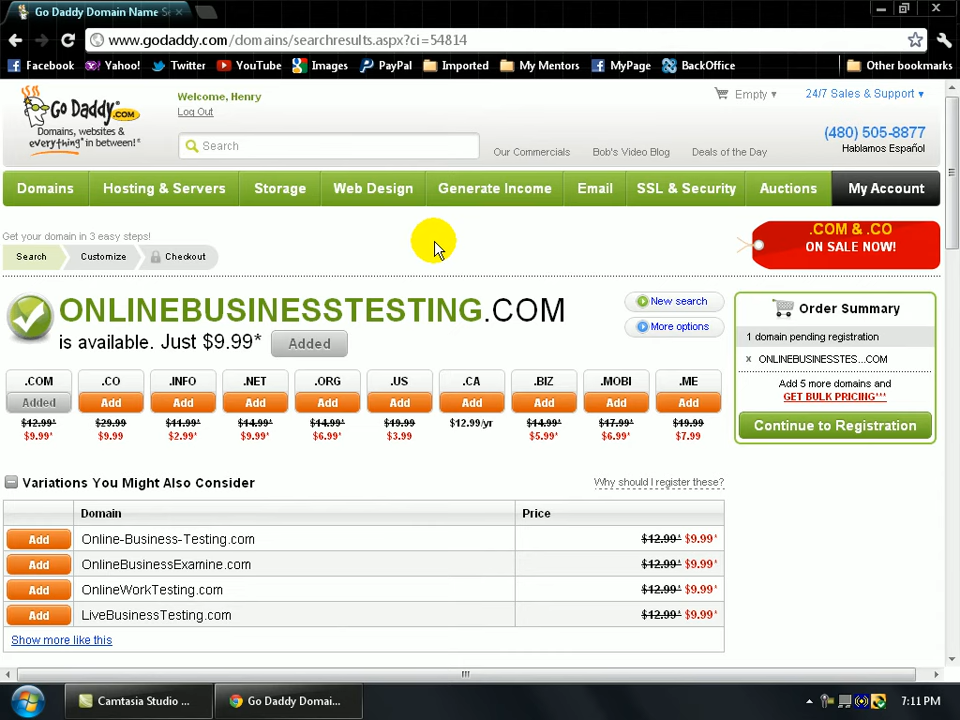 Go Daddy Domain Name Se
www.godaddy.com/domains/searchresults.aspx?ci=54814
Facebook Yahoo! Twitter YouTube Images PayPal Imported My Mentors MyPage BackOffice Other bookmarks
Go Daddy.COM
Domains, websites &
everything* in between!*
Welcome, Henry
Log Out
Search
Our Commercials Bob's Video Blog Deals of the Day
Empty ▾ 24/7 Sales & Support ▾
(480) 505-8877
Hablamos Español
Domains Hosting & Servers Storage Web Design Generate Income Email SSL & Security Auctions My Account
Get your domain in 3 easy steps!
Search Customize Checkout
.COM & .CO
ON SALE NOW!
ONLINEBUSINESSTESTING.COM
is available. Just $9.99* Added
New search
More options
.COM .CO .INFO .NET .ORG .US .CA .BIZ .MOBI .ME
Added Add Add Add Add Add Add Add Add Add
$12.99* $29.99 $11.99* $14.99* $14.99* $19.99 $12.99/yr $14.99* $17.99* $19.99
$9.99* $9.99 $2.99* $9.99* $6.99* $3.99 $5.99* $6.99* $7.99
Order Summary
1 domain pending registration
x ONLINEBUSINESSTES...COM
Add 5 more domains and
GET BULK PRICING***
Continue to Registration
Variations You Might Also Consider Why should I register these?
Domain Price
Add Online-Business-Testing.com $12.99* $9.99*
Add OnlineBusinessExamine.com $12.99* $9.99*
Add OnlineWorkTesting.com $12.99* $9.99*
Add LiveBusinessTesting.com $12.99* $9.99*
Show more like this
Camtasia Studio ... Go Daddy Domai... 7:11 PM